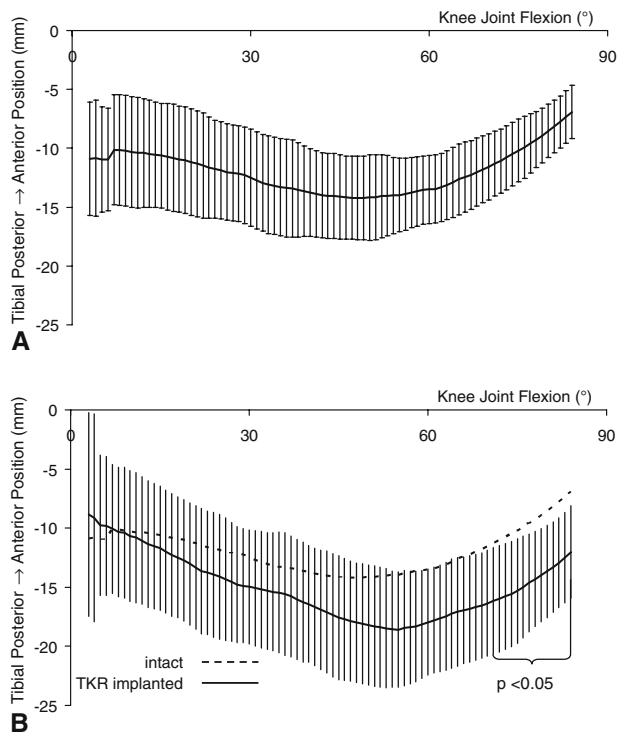 Knee Joint Flexion (°)
0
30
60
90
0
-5
-10
-15
-20
-25
Tibial Posterior → Anterior Position (mm)
A
Knee Joint Flexion (°)
0
30
60
90
0
-5
-10
-15
-20
-25
Tibial Posterior → Anterior Position (mm)
intact
TKR implanted
p <0.05
B